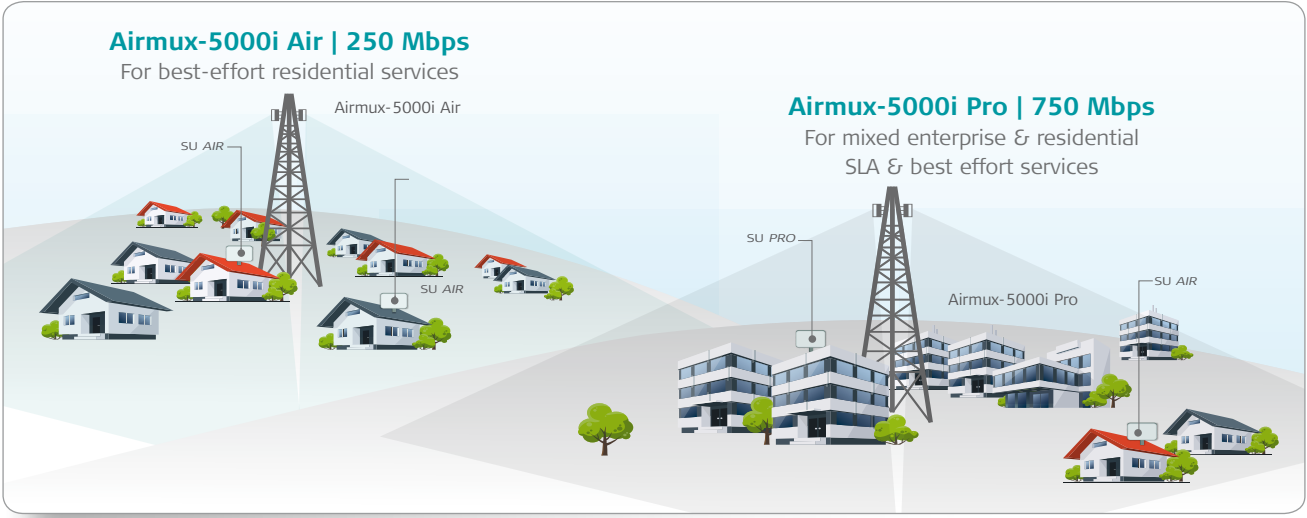 Airmux-5000i Air | 250 Mbps
For best-effort residential services
Airmux-5000i Air
SU AIR
SU AIR
Airmux-5000i Pro | 750 Mbps
For mixed enterprise & residential
SLA & best effort services
SU PRO
Airmux-5000i Pro
SU AIR